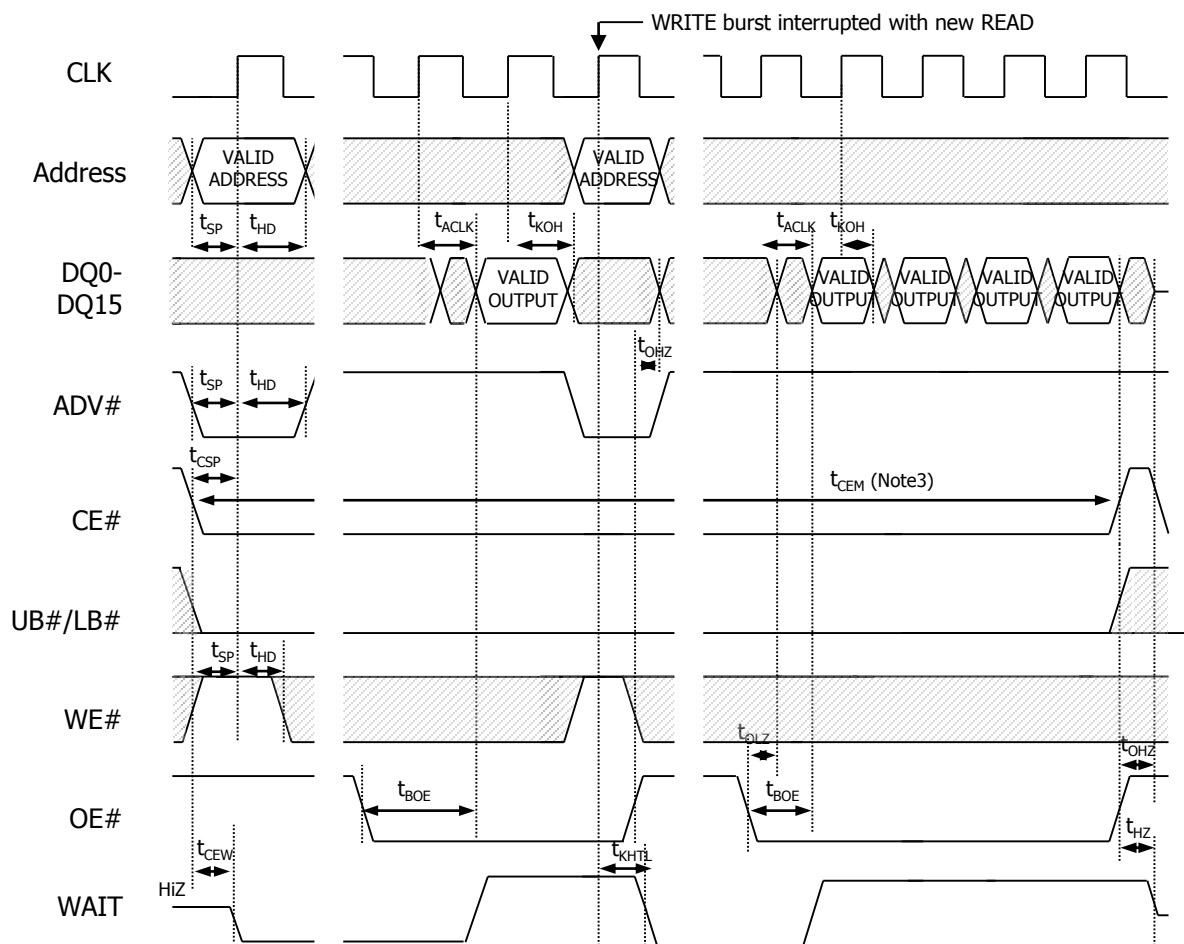 WRITE burst interrupted with new READ
CLK
Address
VALID
ADDRESS
VALID
ADDRESS
tSP
tHD
tACLK
tKOH
tACLK
tKOH
DQ0-
DQ15
VALID
OUTPUT
VALID
OUTPUT
VALID
OUTPUT
VALID
OUTPUT
VALID
OUTPUT
tOHZ
ADV#
tSP
tHD
tCSP
CE#
tCEM (Note3)
UB#/LB#
tSP
tHD
WE#
tOLZ
tOHZ
OE#
tBOE
tBOE
tCEW
tKHTL
tHZ
HiZ
WAIT